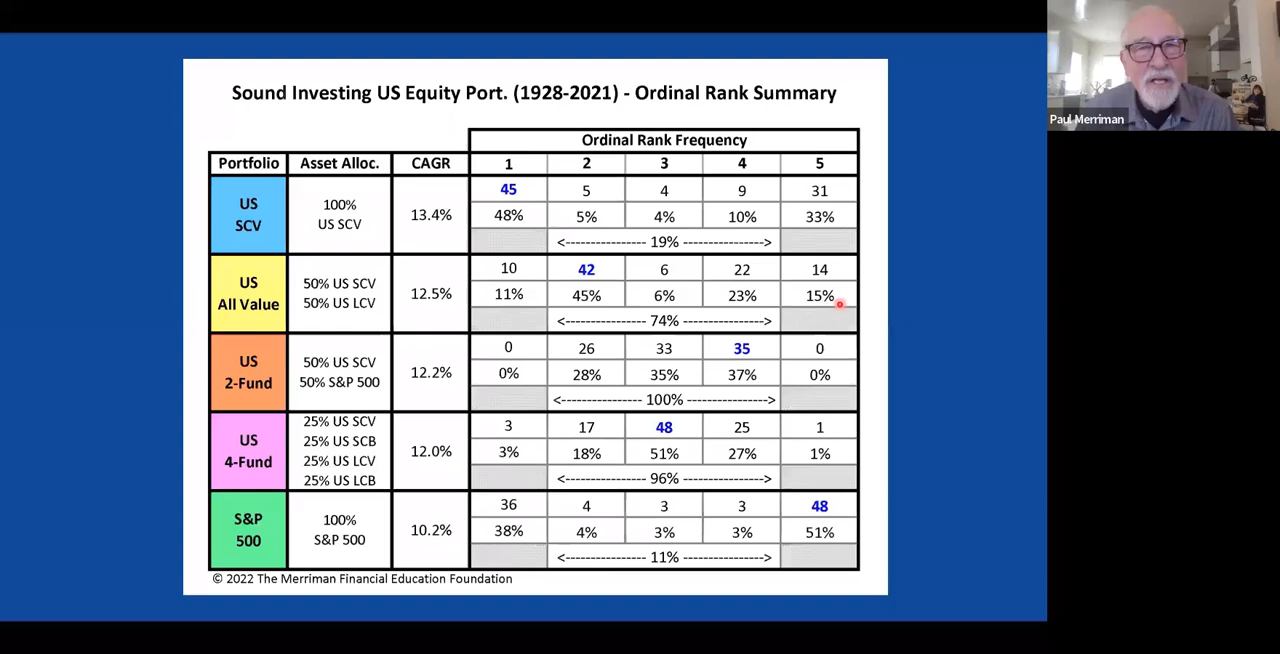 Sound Investing US Equity Port. (1928-2021) - Ordinal Rank Summary
Ordinal Rank Frequency
Portfolio Asset Alloc. CAGR 1 2 3 4 5
US SCV 100% US SCV 13.4% 45 5 4 9 31
48% 5% 4% 10% 33%
<---------------- 19% ---------------->
US All Value 50% US SCV 50% US LCV 12.5% 10 42 6 22 14
11% 45% 6% 23% 15%
<---------------- 74% ---------------->
US 2-Fund 50% US SCV 50% S&P 500 12.2% 0 26 33 35 0
0% 28% 35% 37% 0%
<---------------- 100% ---------------->
US 4-Fund 25% US SCV 25% US SCB 25% US LCV 25% US LCB 12.0% 3 17 48 25 1
3% 18% 51% 27% 1%
<---------------- 96% ---------------->
S&P 500 100% S&P 500 10.2% 36 4 3 3 48
38% 4% 3% 3% 51%
<---------------- 11% ---------------->
© 2022 The Merriman Financial Education Foundation
Paul Merriman